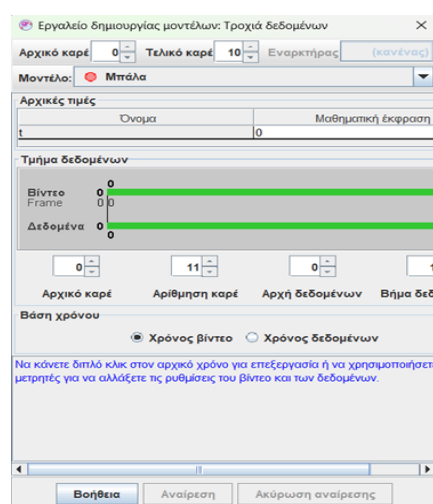 Εργαλείο δημιουργίας μοντέλων: Τροχιά δεδομένων
Αρχικό καρέ 0 Τελικό καρέ 10 Εναρκτήρας (κανένας)
Μοντέλο: Μπάλα
Αρχικές τιμές
Όνομα Μαθηματική έκφραση
t 0
Τμήμα δεδομένων
0
Βίντεο 0
Frame 0 0
Δεδομένα 0
0
0 11 0 1
Αρχικό καρέ Αρίθμηση καρέ Αρχή δεδομένων Βήμα δεδ
Βάση χρόνου
Χρόνος βίντεο Χρόνος δεδομένων
Να κάνετε διπλό κλικ στον αρχικό χρόνο για επεξεργασία ή να χρησιμοποιήσετε
μετρητές για να αλλάξετε τις ρυθμίσεις του βίντεο και των δεδομένων.
Βοήθεια Αναίρεση Ακύρωση αναίρεσης